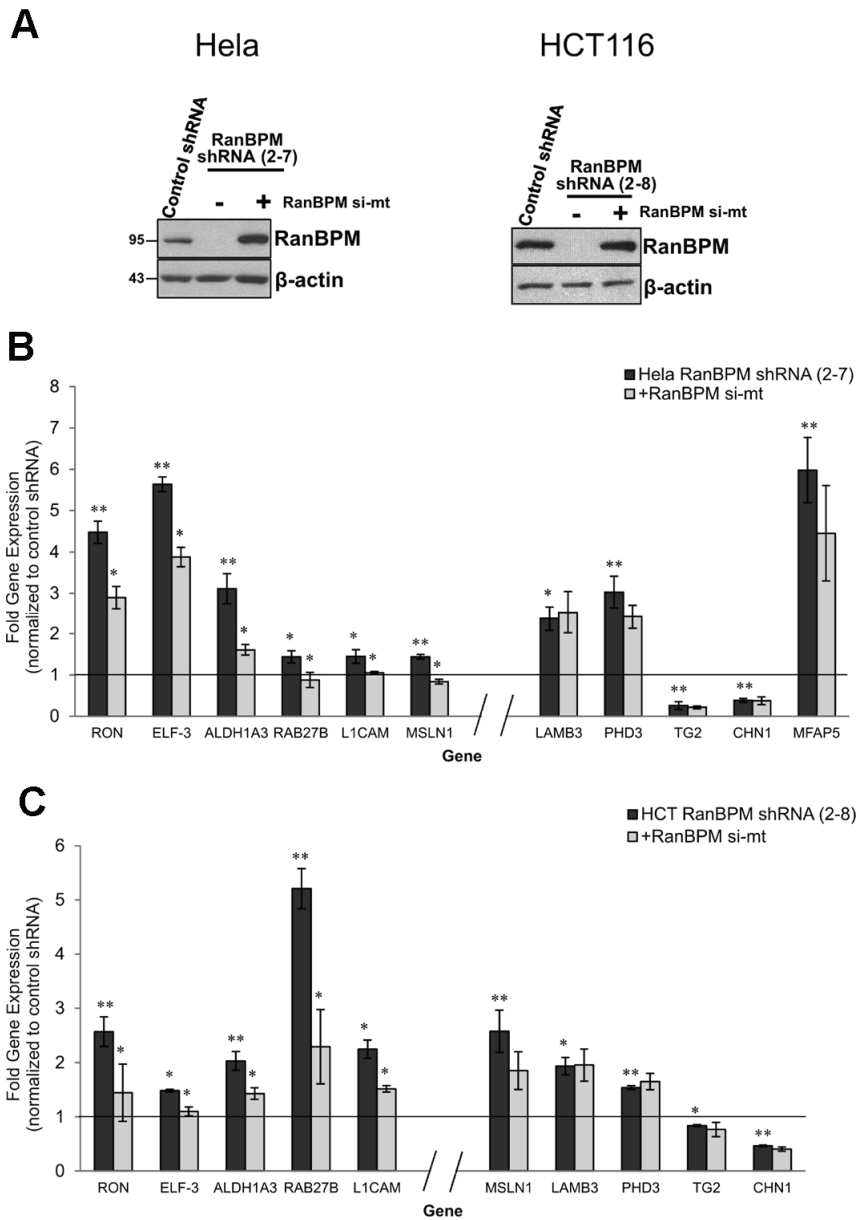 A
Hela
HCT116
Control shRNA
RanBPM
shRNA (2-7)
- + RanBPM si-mt
95 RanBPM
43 β-actin
Control shRNA
RanBPM
shRNA (2-8)
- + RanBPM si-mt
RanBPM
β-actin
B
Hela RanBPM shRNA (2-7)
+RanBPM si-mt
Fold Gene Expression
(normalized to control shRNA)
8
7
6
5
4
3
2
1
0
** * ** * ** * * * * * ** * * ** ** ** **
RON ELF-3 ALDH1A3 RAB27B L1CAM MSLN1 LAMB3 PHD3 TG2 CHN1 MFAP5
Gene
C
HCT RanBPM shRNA (2-8)
+RanBPM si-mt
Fold Gene Expression
(normalized to control shRNA)
6
5
4
3
2
1
0
** * * * ** * ** * * * ** * ** * **
RON ELF-3 ALDH1A3 RAB27B L1CAM MSLN1 LAMB3 PHD3 TG2 CHN1
Gene